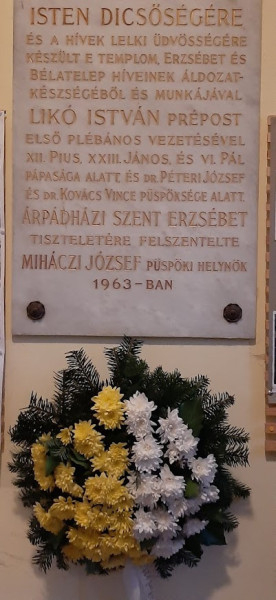 ISTEN DICSŐSÉGÉRE
ÉS A HÍVEK LELKI ÜDVÖSSÉGÉRE
KÉSZÜLT E TEMPLOM, ERZSÉBET ÉS
BÉLATELEP HÍVEINEK ÁLDOZAT-
KÉSZSÉGÉBŐL ÉS MUNKÁJÁVAL
LIKÓ ISTVÁN PRÉPOST
ELSŐ PLÉBÁNOS VEZETÉSÉVEL
XII. PIUS, XXIII. JÁNOS, ÉS VI. PÁL
PÁPASÁGA ALATT, ÉS DR. PÉTERI JÓZSEF
ÉS DR. KOVÁCS VINCE PÜSPÖKSÉGE ALATT.
ÁRPÁDHÁZI SZENT ERZSÉBET
TISZTELETÉRE FELSZENTELTE
MIHÁCZI JÓZSEF PÜSPÖKI HELYNÖK
1963-BAN